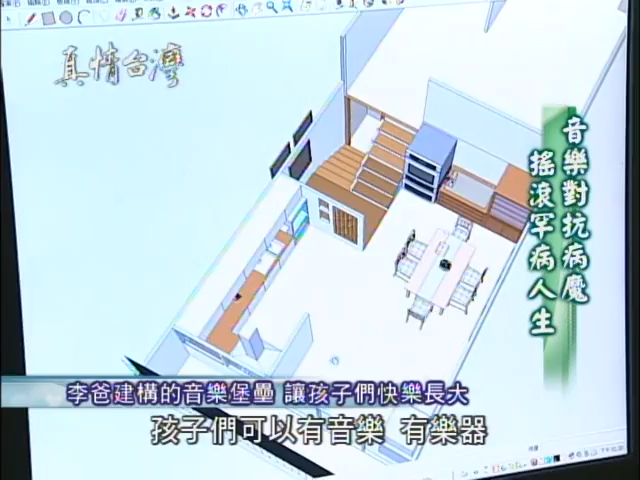 真情台灣
音樂對抗病魔
搖滾罕病人生
李爸建構的音樂堡壘 讓孩子們快樂長大
孩子們可以有音樂 有樂器